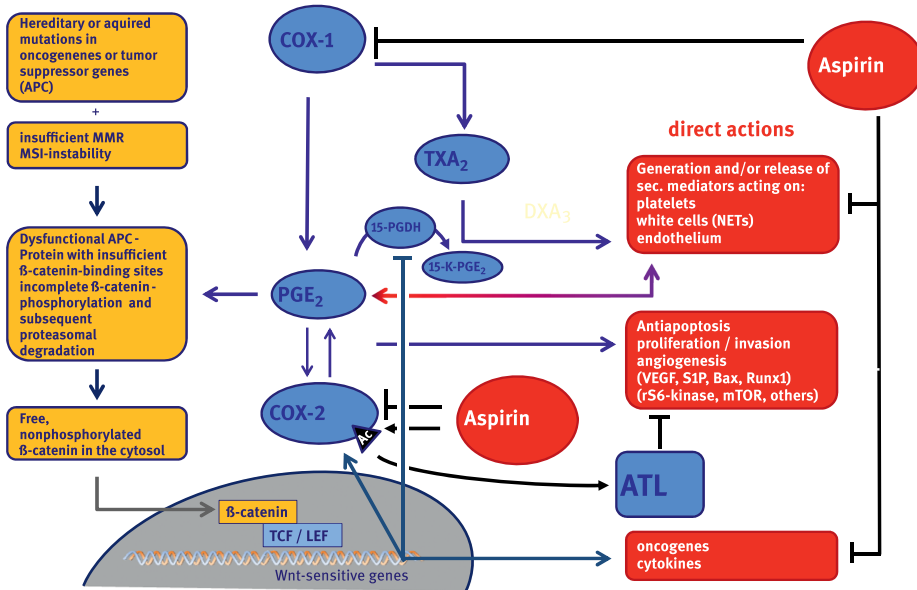 Hereditary or aquired
mutations in
oncogenenes or tumor
suppressor genes
(APC)
+
insufficient MMR
MSI-instability
Dysfunctional APC -
Protein with insufficient
ß-catenin-binding sites
incomplete ß-catenin-
phosphorylation and
subsequent
proteasomal
degradation
Free,
nonphosphorylated
ß-catenin in the cytosol
COX-1
TXA2
DXA3
15-PGDH
15-K-PGE2
PGE2
COX-2
Ac
Aspirin
Aspirin
direct actions
Generation and/or release of
sec. mediators acting on:
platelets
white cells (NETs)
endothelium
Antiapoptosis
proliferation / invasion
angiogenesis
(VEGF, S1P, Bax, Runx1)
(rS6-kinase, mTOR, others)
ATL
oncogenes
cytokines
ß-catenin
TCF / LEF
Wnt-sensitive genes